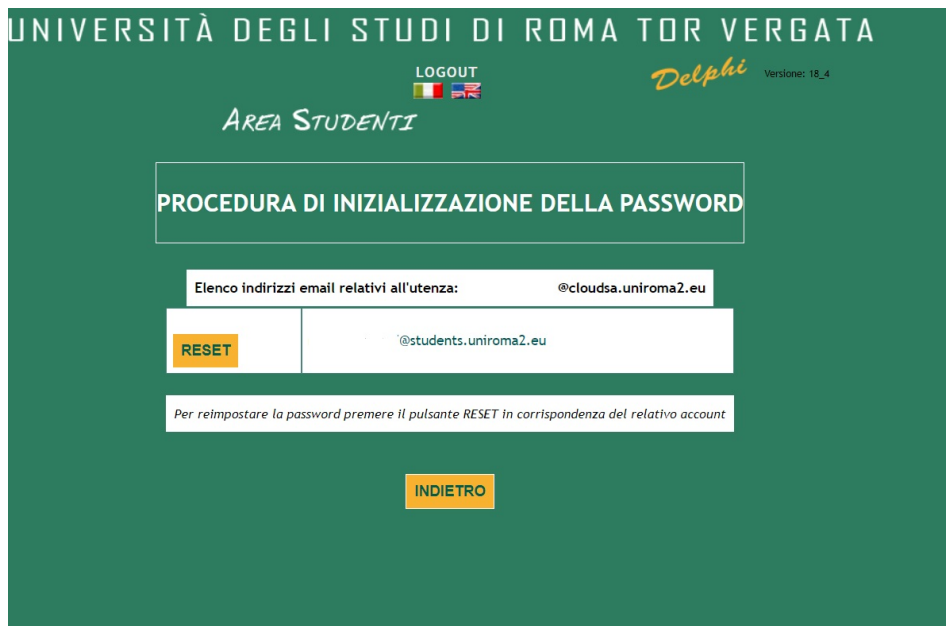 UNIVERSITÀ DEGLI STUDI DI ROMA TOR VERGATA
LOGOUT
Delphi Versione: 18_4
AREA STUDENTI
PROCEDURA DI INIZIALIZZAZIONE DELLA PASSWORD
Elenco indirizzi email relativi all'utenza: @cloudsa.uniroma2.eu
RESET @students.uniroma2.eu
Per reimpostare la password premere il pulsante RESET in corrispondenza del relativo account
INDIETRO